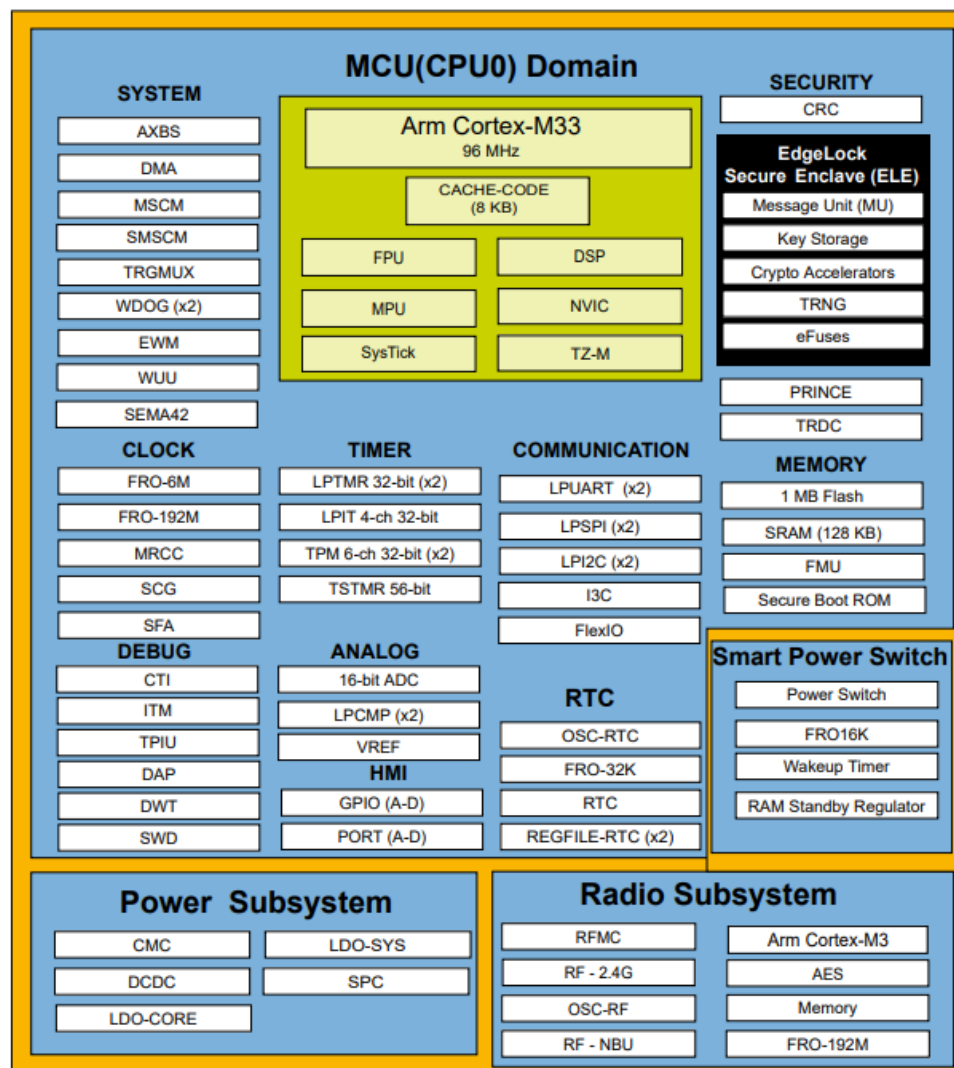 MCU(CPU0) Domain
SYSTEM
AXBS
DMA
MSCM
SMSCM
TRGMUX
WDOG (x2)
EWM
WUU
SEMA42
Arm Cortex-M33
96 MHz
CACHE-CODE
(8 KB)
FPU
DSP
MPU
NVIC
SysTick
TZ-M
SECURITY
CRC
EdgeLock
Secure Enclave (ELE)
Message Unit (MU)
Key Storage
Crypto Accelerators
TRNG
eFuses
PRINCE
TRDC
CLOCK
FRO-6M
FRO-192M
MRCC
SCG
SFA
TIMER
LPTMR 32-bit (x2)
LPIT 4-ch 32-bit
TPM 6-ch 32-bit (x2)
TSTMR 56-bit
COMMUNICATION
LPUART (x2)
LPSPI (x2)
LPI2C (x2)
I3C
FlexIO
MEMORY
1 MB Flash
SRAM (128 KB)
FMU
Secure Boot ROM
DEBUG
CTI
ITM
TPIU
DAP
DWT
SWD
ANALOG
16-bit ADC
LPCMP (x2)
VREF
HMI
GPIO (A-D)
PORT (A-D)
RTC
OSC-RTC
FRO-32K
RTC
REGFILE-RTC (x2)
Smart Power Switch
Power Switch
FRO16K
Wakeup Timer
RAM Standby Regulator
Power Subsystem
CMC
LDO-SYS
DCDC
SPC
LDO-CORE
Radio Subsystem
RFMC
Arm Cortex-M3
RF - 2.4G
AES
OSC-RF
Memory
RF - NBU
FRO-192M